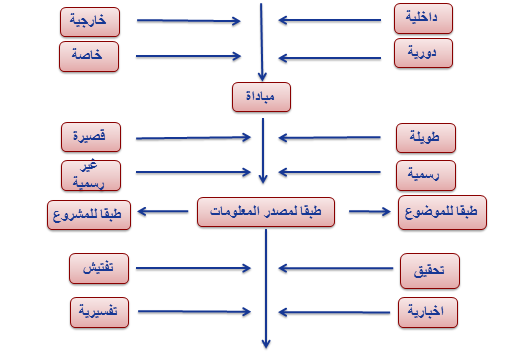 داخلية
خارجية
دورية
خاصة
مباداة
طويلة
قصيرة
رسمية
غير
رسمية
طبقا للموضوع
طبقا لمصدر المعلومات
طبقا للمشروع
تحقيق
تفتيش
اخبارية
تفسيرية